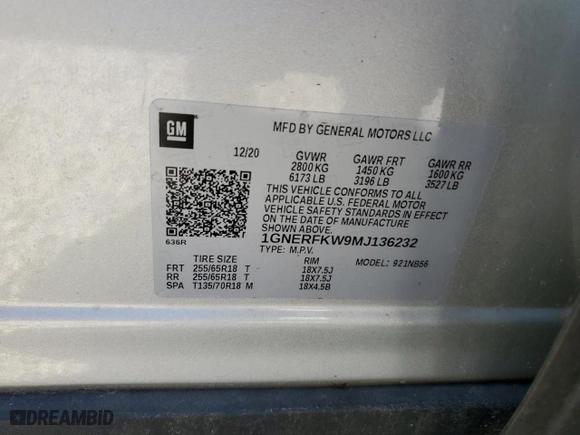 GM
MFD BY GENERAL MOTORS LLC
12/20 GVWR GAWR FRT GAWR RR
2800 KG 1450 KG 1600 KG
6173 LB 3196 LB 3527 LB
THIS VEHICLE CONFORMS TO ALL
APPLICABLE U.S. FEDERAL MOTOR
VEHICLE SAFETY STANDARDS IN EFFECT
ON THE DATE OF MANUFACTURE
SHOWN ABOVE.
636R
1GNERFKW9MJ136232
TYPE: M.P.V. MODEL: 921NB56
TIRE SIZE RIM
FRT 255/65R18 T 18X7.5J
RR 255/65R18 T 18X7.5J
SPA T135/70R18 M 18X4.5B
DREAMBID